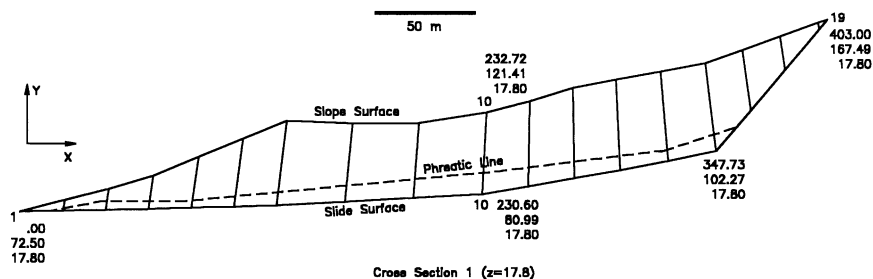 50 m
19
403.00
167.49
17.80
232.72
121.41
17.80
10
Y
X
Slope Surface
Phreatic Line
Slide Surface
1
.00
72.50
17.80
10
230.60
80.99
17.80
347.73
102.27
17.80
Cross Section 1 (z=17.8)